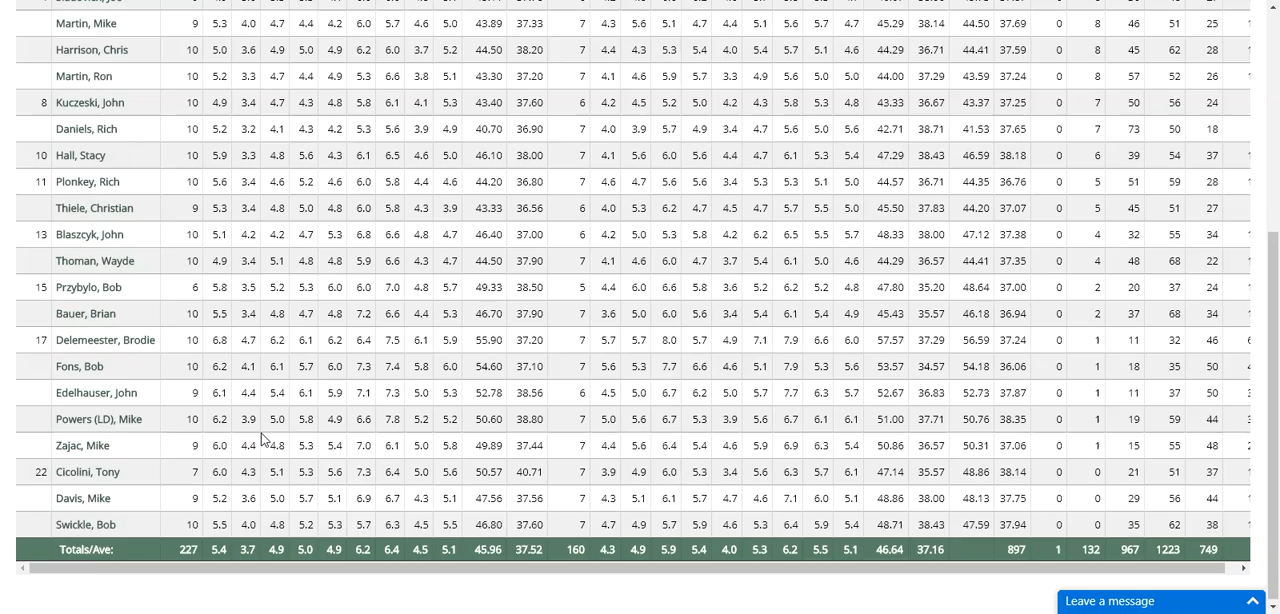 Martin, Mike 9 5.3 4.0 4.7 4.4 4.2 6.0 5.7 4.6 5.0 43.89 37.33 7 4.3 5.6 5.1 4.7 4.4 5.1 5.6 5.7 4.7 45.29 38.14 44.50 37.69 0 8 46 51 25
Harrison, Chris 10 5.0 3.6 4.9 5.0 4.9 6.2 6.0 3.7 5.2 44.50 38.20 7 4.4 4.3 5.3 5.4 4.0 5.4 5.7 5.1 4.6 44.29 36.71 44.41 37.59 0 8 45 62 28
Martin, Ron 10 5.2 3.3 4.7 4.4 4.9 5.3 6.6 3.8 5.1 43.30 37.20 7 4.1 4.6 5.9 5.7 3.3 4.9 5.6 5.0 5.0 44.00 37.29 43.59 37.24 0 8 57 52 26
8 Kuczeski, John 10 4.9 3.4 4.7 4.3 4.8 5.8 6.1 4.1 5.3 43.40 37.60 6 4.2 4.5 5.2 5.0 4.2 4.3 5.8 5.3 4.8 43.33 36.67 43.37 37.25 0 7 50 56 24
Daniels, Rich 10 5.2 3.2 4.1 4.3 4.2 5.3 5.6 3.9 4.9 40.70 36.90 7 4.0 3.9 5.7 4.9 3.4 4.7 5.6 5.0 5.6 42.71 38.71 41.53 37.65 0 7 73 50 18
10 Hall, Stacy 10 5.9 3.3 4.8 5.6 4.3 6.1 6.5 4.6 5.0 46.10 38.00 7 4.1 5.6 6.0 5.6 4.4 4.7 6.1 5.3 5.4 47.29 38.43 46.59 38.18 0 6 39 54 37
11 Plonkey, Rich 10 5.6 3.4 4.6 5.2 4.6 6.0 5.8 4.4 4.6 44.20 36.80 7 4.6 4.7 5.6 5.6 3.4 5.3 5.3 5.1 5.0 44.57 36.71 44.35 36.76 0 5 51 59 28
Thiele, Christian 9 5.3 3.4 4.8 5.0 4.8 6.0 5.8 4.3 3.9 43.33 36.56 6 4.0 5.3 6.2 4.7 4.5 4.7 5.7 5.5 5.0 45.50 37.83 44.20 37.07 0 5 45 51 27
13 Blaszcyk, John 10 5.1 4.2 4.2 4.7 5.3 6.8 6.6 4.8 4.7 46.40 37.00 6 4.2 5.0 5.3 5.8 4.2 6.2 6.5 5.5 5.7 48.33 38.00 47.12 37.38 0 4 32 55 34
Thoman, Wayde 10 4.9 3.4 5.1 4.8 4.8 5.9 6.6 4.3 4.7 44.50 37.90 7 4.1 4.6 6.0 4.7 3.7 5.4 6.1 5.0 4.6 44.29 36.57 44.41 37.35 0 4 48 68 22
15 Przybylo, Bob 6 5.8 3.5 5.2 5.3 6.0 6.0 7.0 4.8 5.7 49.33 38.50 5 4.4 6.0 6.6 5.8 3.6 5.2 6.2 5.2 4.8 47.80 35.20 48.64 37.00 0 2 20 37 24
Bauer, Brian 10 5.5 3.4 4.8 4.7 4.8 7.2 6.6 4.4 5.3 46.70 37.90 7 3.6 5.0 6.0 5.6 3.4 5.4 6.1 5.4 4.9 45.43 35.57 46.18 36.94 0 2 37 68 34
17 Delemeester, Brodie 10 6.8 4.7 6.2 6.1 6.2 6.4 7.5 6.1 5.9 55.90 37.20 7 5.7 5.7 8.0 5.7 4.9 7.1 7.9 6.6 6.0 57.57 37.29 56.59 37.24 0 1 11 32 46
Fons, Bob 10 6.2 4.1 6.1 5.7 6.0 7.3 7.4 5.8 6.0 54.60 37.10 7 5.6 5.3 7.7 6.6 4.6 5.1 7.9 5.3 5.6 53.57 34.57 54.18 36.06 0 1 18 35 50
Edelhauser, John 9 6.1 4.4 5.4 6.1 5.9 7.1 7.3 5.0 5.3 52.78 38.56 6 4.5 5.0 6.7 6.2 5.0 5.7 7.7 6.3 5.7 52.67 36.83 52.73 37.87 0 1 11 37 50
Powers (LD), Mike 10 6.2 3.9 5.0 5.8 4.9 6.6 7.8 5.2 5.2 50.60 38.80 7 5.0 5.6 6.7 5.3 3.9 5.6 6.7 6.1 6.1 51.00 37.71 50.76 38.35 0 1 19 59 44
Zajac, Mike 9 6.0 4.4 4.8 5.3 5.4 7.0 6.1 5.0 5.8 49.89 37.44 7 4.4 5.6 6.4 5.4 4.6 5.9 6.9 6.3 5.4 50.86 36.57 50.31 37.06 0 1 15 55 48
22 Cicolini, Tony 7 6.0 4.3 5.1 5.3 5.6 7.3 6.4 5.0 5.6 50.57 40.71 7 3.9 4.9 6.0 5.3 3.4 5.6 6.3 5.7 6.1 47.14 35.57 48.86 38.14 0 0 21 51 37
Davis, Mike 9 5.2 3.6 5.0 5.7 5.1 6.9 6.7 4.3 5.1 47.56 37.56 7 4.3 5.1 6.1 5.7 4.7 4.6 7.1 6.0 5.1 48.86 38.00 48.13 37.75 0 0 29 56 44
Swickle, Bob 10 5.5 4.0 4.8 5.2 5.3 5.7 6.3 4.5 5.5 46.80 37.60 7 4.7 4.9 5.7 5.9 4.6 5.3 6.4 5.9 5.4 48.71 38.43 47.59 37.94 0 0 35 62 38
Totals/Ave: 227 5.4 3.7 4.9 5.0 4.9 6.2 6.4 4.5 5.1 45.96 37.52 160 4.3 4.9 5.9 5.4 4.0 5.3 6.2 5.5 5.1 46.64 37.16 897 1 132 967 1223 749
Leave a message